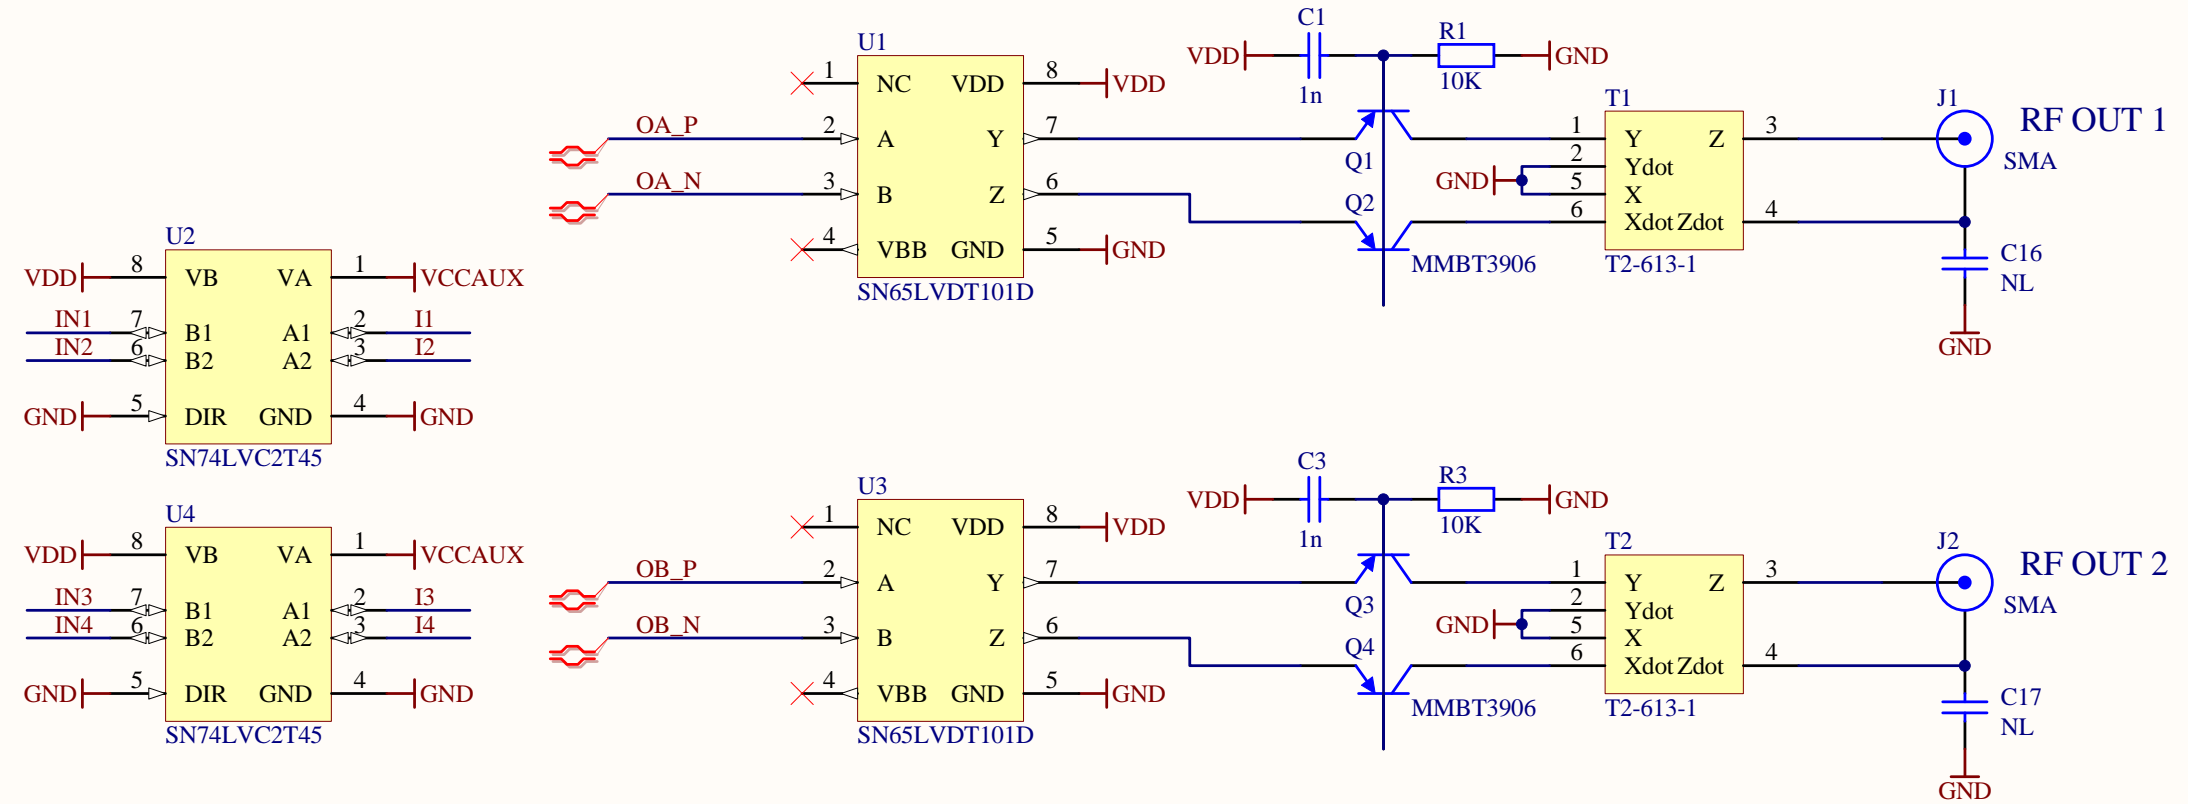 U1
1 NC VDD 8 VDD
OA_P 2 A Y 7
OA_N 3 B Z 6
4 VBB GND 5 GND
SN65LVDT101D
C1
VDD
1n
R1
10K
GND
Q1
Q2
MMBT3906
T1
1 Y Z 3
2 Ydot
GND
5 X
6 Xdot Zdot 4
T2-613-1
J1
RF OUT 1
SMA
C16
NL
GND
U2
VDD 8 VB VA 1 VCCAUX
IN1 7 B1 A1 2 I1
IN2 6 B2 A2 3 I2
GND 5 DIR GND 4 GND
SN74LVC2T45
U4
VDD 8 VB VA 1 VCCAUX
IN3 7 B1 A1 2 I3
IN4 6 B2 A2 3 I4
GND 5 DIR GND 4 GND
SN74LVC2T45
U3
1 NC VDD 8 VDD
OB_P 2 A Y 7
OB_N 3 B Z 6
4 VBB GND 5 GND
SN65LVDT101D
C3
VDD
1n
R3
10K
GND
Q3
Q4
MMBT3906
T2
1 Y Z 3
2 Ydot
GND
5 X
6 Xdot Zdot 4
T2-613-1
J2
RF OUT 2
SMA
C17
NL
GND